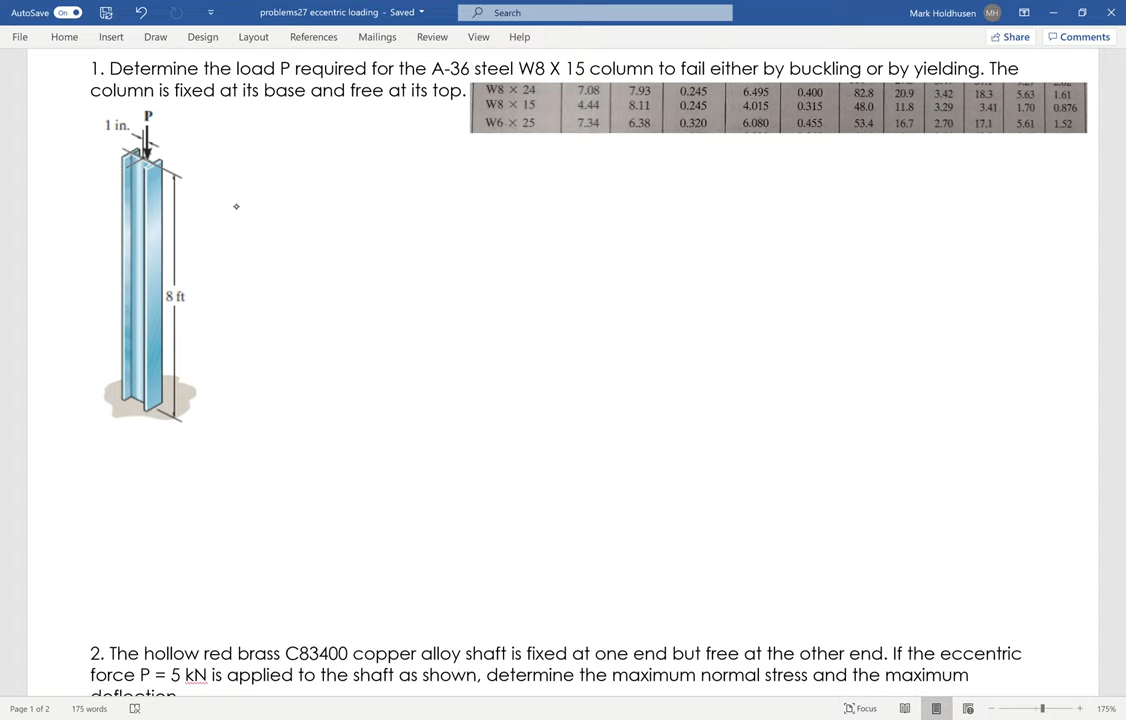 AutoSave On problems27 eccentric loading - Saved Search Mark Holdhusen MH
File Home Insert Draw Design Layout References Mailings Review View Help Share Comments
1. Determine the load P required for the A-36 steel W8 X 15 column to fail either by buckling or by yielding. The
column is fixed at its base and free at its top.
W8 × 24 7.08 7.93 0.245 6.495 0.400 82.8 20.9 3.42 18.3 5.63 1.61
W8 × 15 4.44 8.11 0.245 4.015 0.315 48.0 11.8 3.29 3.41 1.70 0.876
W6 × 25 7.34 6.38 0.320 6.080 0.455 53.4 16.7 2.70 17.1 5.61 1.52
P
1 in.
8 ft
2. The hollow red brass C83400 copper alloy shaft is fixed at one end but free at the other end. If the eccentric
force P = 5 kN is applied to the shaft as shown, determine the maximum normal stress and the maximum
deflection
Page 1 of 2 175 words Focus 175%